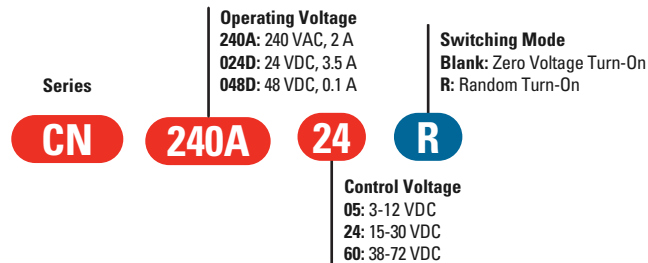 Operating Voltage
240A: 240 VAC, 2 A
024D: 24 VDC, 3.5 A
048D: 48 VDC, 0.1 A
Switching Mode
Blank: Zero Voltage Turn-On
R: Random Turn-On
Series
CN 240A 24 R
Control Voltage
05: 3-12 VDC
24: 15-30 VDC
60: 38-72 VDC